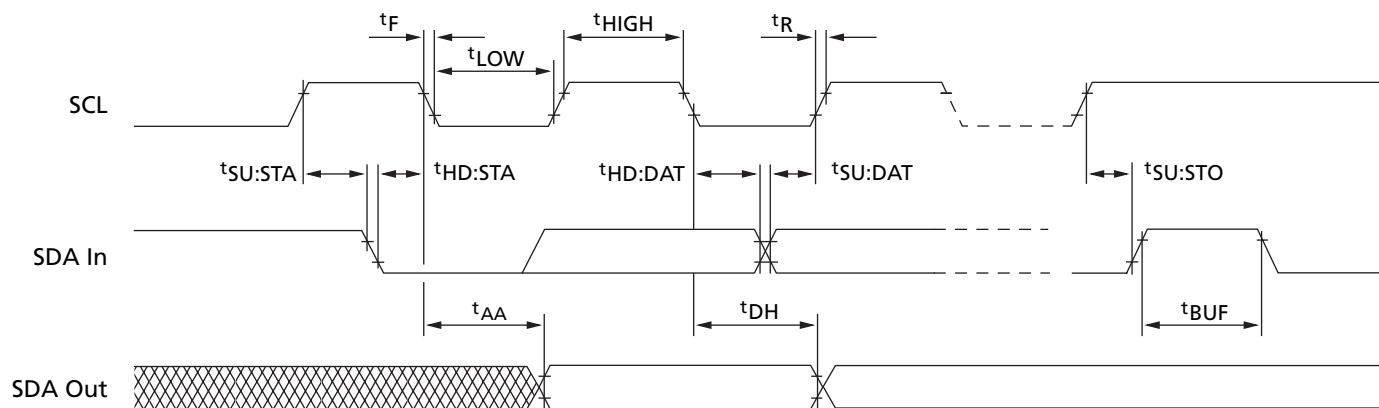 tF
tLOW
tHIGH
tR
SCL
tSU:STA
tHD:STA
tHD:DAT
tSU:DAT
tSU:STO
SDA In
tAA
tDH
tBUF
SDA Out